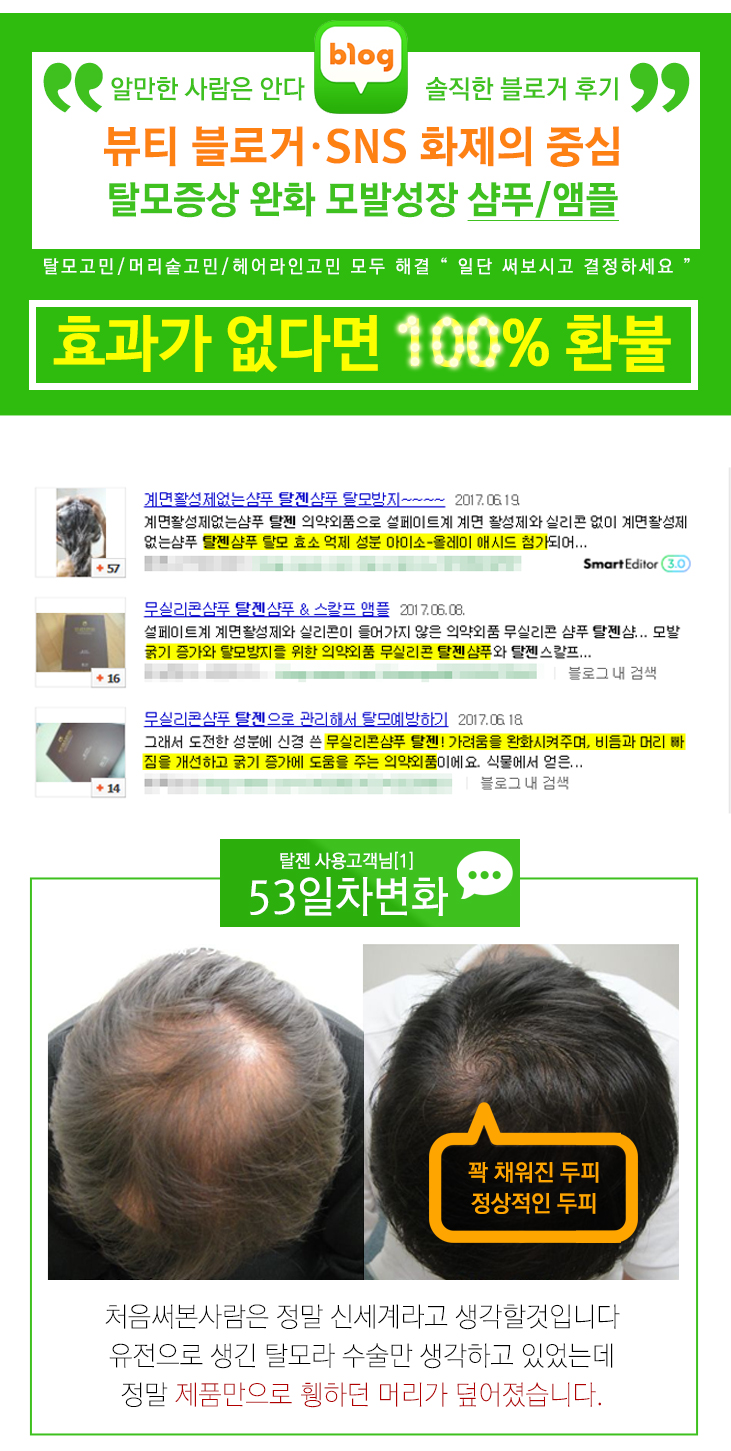 blog
알만한 사람은 안다
솔직한 블로거 후기
뷰티 블로거·SNS 화제의 중심
탈모증상 완화 모발성장 샴푸/앰플
탈모고민/머리숱고민/헤어라인고민 모두 해결 “ 일단 써보시고 결정하세요 ”
효과가 없다면 100% 환불
계면활성제없는샴푸 탈젠샴푸 탈모방지~~~~ 2017.06.19.
계면활성제없는샴푸 탈젠 의약외품으로 설페이트계 계면 활성제와 실리콘 없이 계면활성제
없는샴푸 탈젠샴푸 탈모 효소 억제 성분 아이소-올레이 애시드 첨가되어...
+57
SmartEditor 3.0
무실리콘샴푸 탈젠샴푸 & 스칼프 앰플 2017.06.08.
설페이트계 계면활성제와 실리콘이 들어가지 않은 의약외품 무실리콘 샴푸 탈젠샴... 모발
굵기 증가와 탈모방지를 위한 의약외품 무실리콘 탈젠샴푸와 탈젠스칼프...
+16
블로그 내 검색
무실리콘샴푸 탈젠으로 관리해서 탈모예방하기 2017.06.18.
그래서 도전한 성분에 신경 쓴 무실리콘샴푸 탈젠! 가려움을 완화시켜주며, 비듬과 머리 빠
짐을 개선하고 굵기 증가에 도움을 주는 의약외품이에요. 식물에서 얻은...
+14
블로그 내 검색
탈젠 사용고객님[1]
53일차변화
꽉 채워진 두피
정상적인 두피
처음써본사람은 정말 신세계라고 생각할것입니다
유전으로 생긴 탈모라 수술만 생각하고 있었는데
정말 제품만으로 휑하던 머리가 덮어졌습니다.